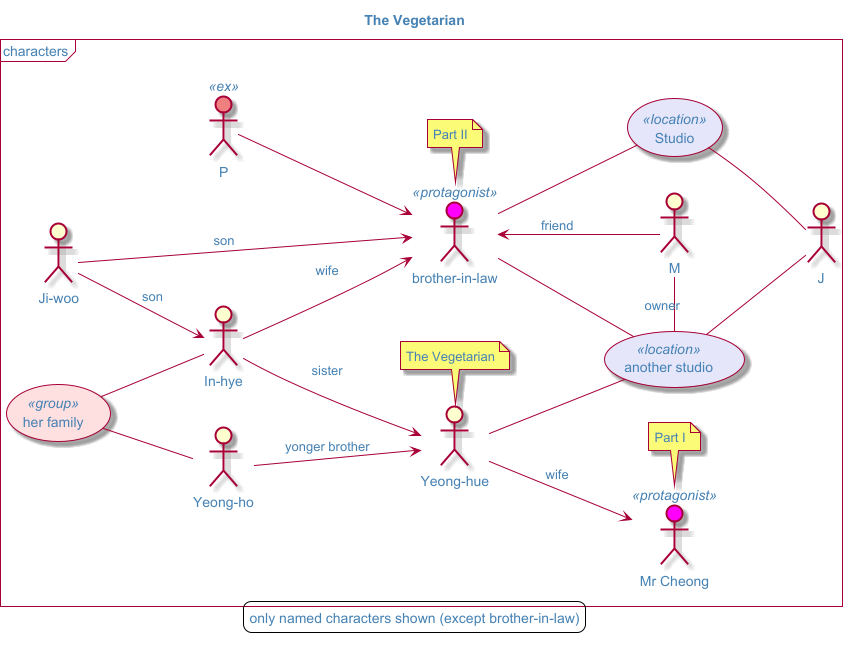 The Vegetarian
characters
«ex»
P
Part II
«protagonist»
brother-in-law
«location»
Studio
friend
M
J
Ji-woo
son
wife
son
owner
In-hye
sister
The Vegetarian
«location»
another studio
«group»
her family
Yeong-ho
yonger brother
Yeong-hue
wife
Part I
«protagonist»
Mr Cheong
only named characters shown (except brother-in-law)